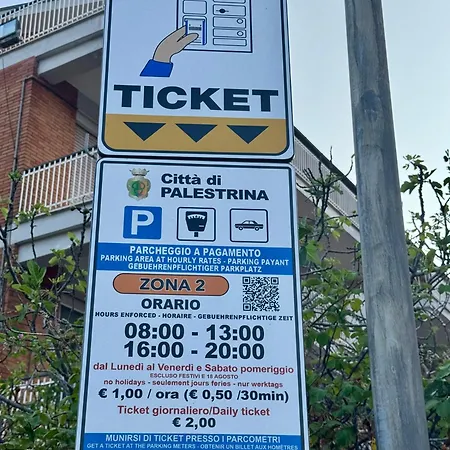 TICKET
Città di
PALESTRINA
P
PARCHEGGIO A PAGAMENTO
PARKING AREA AT HOURLY RATES - PARKING PAYANT
GEBUEHRENPFLICHTIGER PARKPLATZ
ZONA 2
ORARIO
HOURS ENFORCED - HORAIRE - GEBUEHRENPFLICHTIGE ZEIT
08:00 - 13:00
16:00 - 20:00
dal Lunedì al Venerdì e Sabato pomeriggio
ESCLUSO FESTIVI E 18 AGOSTO
no holidays - seulement jours feries - nur werktags
€ 1,00 / ora (€ 0,50 /30min)
Ticket giornaliero/Daily ticket
€ 2,00
MUNIRSI DI TICKET PRESSO I PARCOMETRI
GET A TICKET AT THE PARKING METERS - OBTENIR UN BILLET AUX HOMETRES